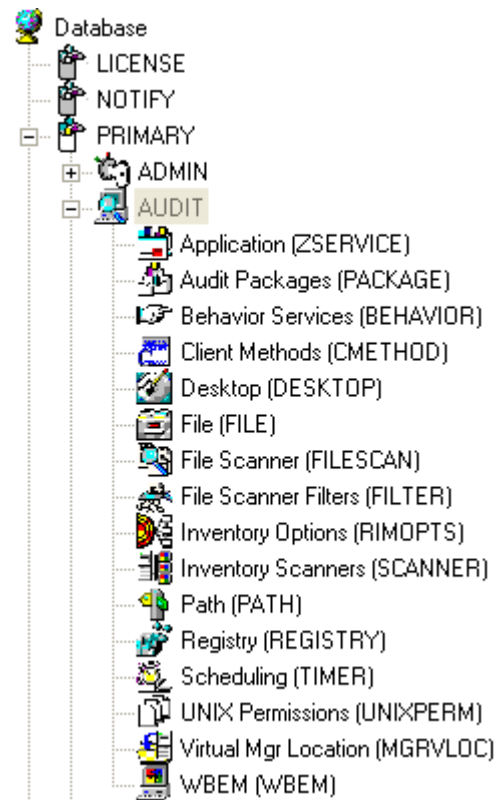 Database
LICENSE
NOTIFY
PRIMARY
ADMIN
AUDIT
Application (ZSERVICE)
Audit Packages (PACKAGE)
Behavior Services (BEHAVIOR)
Client Methods (CMETHOD)
Desktop (DESKTOP)
File (FILE)
File Scanner (FILESCAN)
File Scanner Filters (FILTER)
Inventory Options (RIMOPTS)
Inventory Scanners (SCANNER)
Path (PATH)
Registry (REGISTRY)
Scheduling (TIMER)
UNIX Permissions (UNIXPERM)
Virtual Mgr Location (MGRVLOC)
WBEM (WBEM)